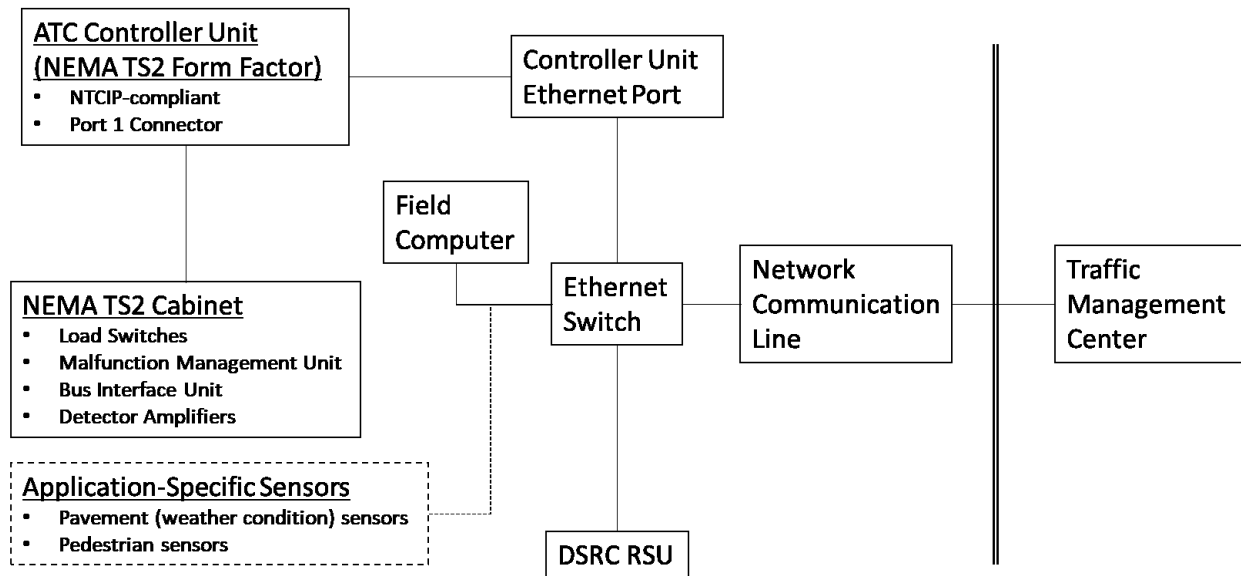 ATC Controller Unit
(NEMA TS2 Form Factor)
▪ NTCIP-compliant
▪ Port 1 Connector
Controller Unit
Ethernet Port
Field
Computer
Ethernet
Switch
Network
Communication
Line
Traffic
Management
Center
NEMA TS2 Cabinet
▪ Load Switches
▪ Malfunction Management Unit
▪ Bus Interface Unit
▪ Detector Amplifiers
Application-Specific Sensors
▪ Pavement (weather condition) sensors
▪ Pedestrian sensors
DSRC RSU